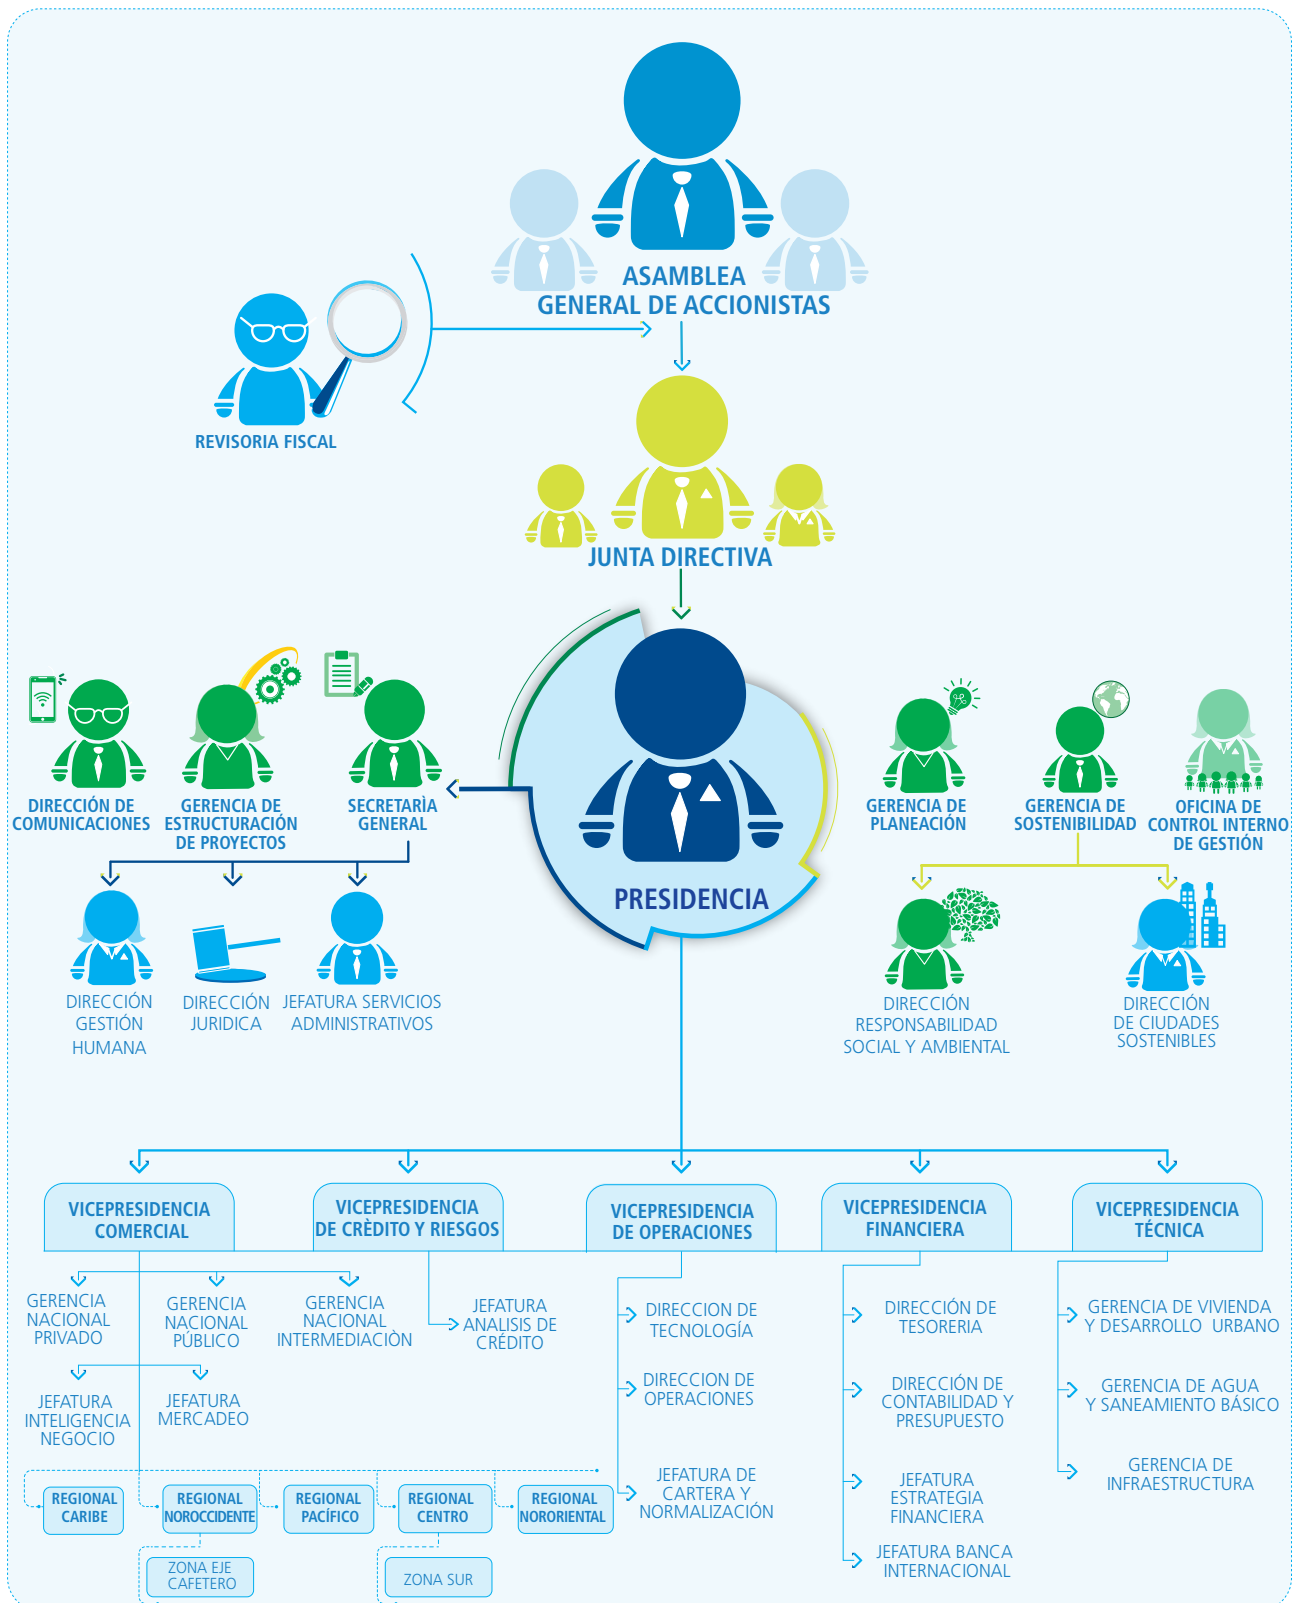 ASAMBLEA
GENERAL DE ACCIONISTAS
REVISORIA FISCAL
JUNTA DIRECTIVA
DIRECCIÓN DE
COMUNICACIONES
GERENCIA DE
ESTRUCTURACIÓN
DE PROYECTOS
SECRETARÌA
GENERAL
GERENCIA DE
PLANEACIÓN
GERENCIA DE
SOSTENIBILIDAD
OFICINA DE
CONTROL INTERNO
DE GESTIÓN
PRESIDENCIA
DIRECCIÓN
GESTIÓN
HUMANA
DIRECCIÓN
JURIDICA
JEFATURA SERVICIOS
ADMINISTRATIVOS
DIRECCIÓN
RESPONSABILIDAD
SOCIAL Y AMBIENTAL
DIRECCIÓN
DE CIUDADES
SOSTENIBLES
VICEPRESIDENCIA
COMERCIAL
VICEPRESIDENCIA
DE CRÈDITO Y RIESGOS
VICEPRESIDENCIA
DE OPERACIONES
VICEPRESIDENCIA
FINANCIERA
VICEPRESIDENCIA
TÉCNICA
GERENCIA
NACIONAL
PRIVADO
GERENCIA
NACIONAL
PÚBLICO
GERENCIA
NACIONAL
INTERMEDIACIÒN
JEFATURA
ANALISIS DE
CRÉDITO
DIRECCION DE
TECNOLOGÍA
DIRECCIÓN DE
TESORERIA
GERENCIA DE VIVIENDA
Y DESARROLLO URBANO
JEFATURA
INTELIGENCIA
NEGOCIO
JEFATURA
MERCADEO
DIRECCION DE
OPERACIONES
DIRECCIÓN DE
CONTABILIDAD Y
PRESUPUESTO
GERENCIA DE AGUA
Y SANEAMIENTO BÁSICO
JEFATURA DE
CARTERA Y
NORMALIZACIÓN
JEFATURA
ESTRATEGIA
FINANCIERA
GERENCIA DE
INFRAESTRUCTURA
REGIONAL
CARIBE
REGIONAL
NOROCCIDENTE
REGIONAL
PACÍFICO
REGIONAL
CENTRO
REGIONAL
NORORIENTAL
JEFATURA BANCA
INTERNACIONAL
ZONA EJE
CAFETERO
ZONA SUR